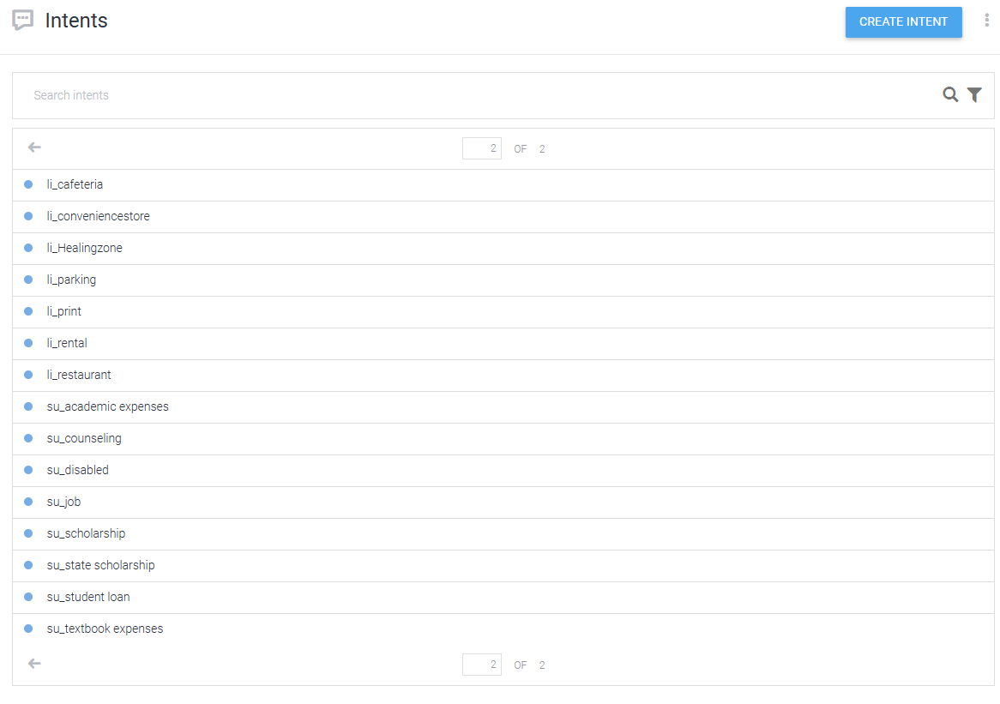 Intents
CREATE INTENT
Search intents
2 OF 2
li_cafeteria
li_conveniencestore
li_Healingzone
li_parking
li_print
li_rental
li_restaurant
su_academic expenses
su_counseling
su_disabled
su_job
su_scholarship
su_state scholarship
su_student loan
su_textbook expenses
2 OF 2